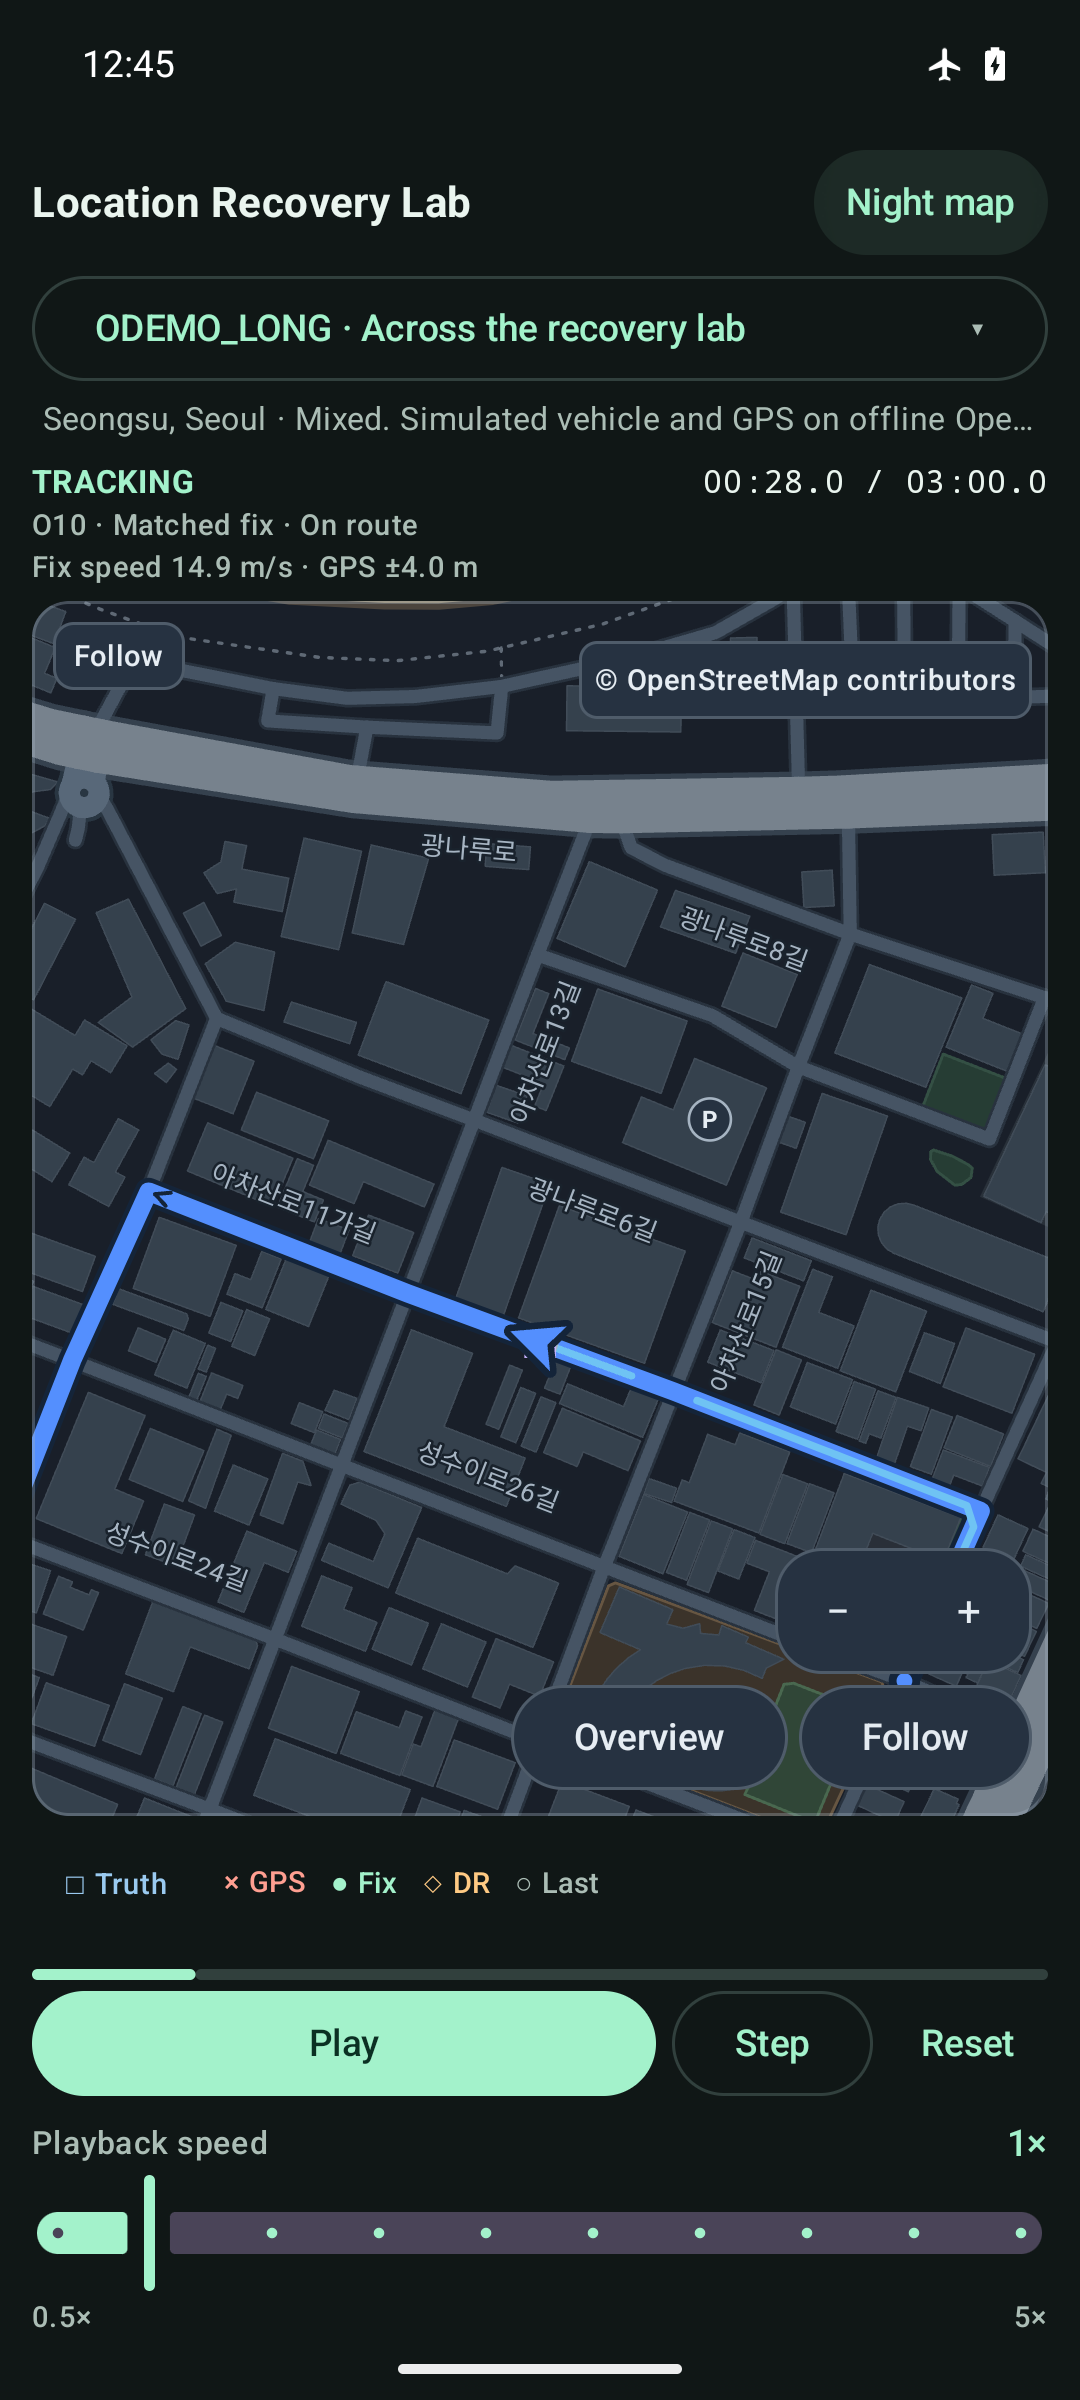 12:45
Location Recovery Lab
Night map
ODEMO_LONG · Across the recovery lab
Seongsu, Seoul · Mixed. Simulated vehicle and GPS on offline Ope…
TRACKING
00:28.0 / 03:00.0
O10 · Matched fix · On route
Fix speed 14.9 m/s · GPS ±4.0 m
Follow
© OpenStreetMap contributors
광나루로
광나루로8길
아차산로13길
P
아차산로11가길
광나루로6길
아차산로15길
성수이로26길
성수이로24길
− +
Overview
Follow
□ Truth × GPS ● Fix ◇ DR ○ Last
Play
Step
Reset
Playback speed
1×
0.5×
5×